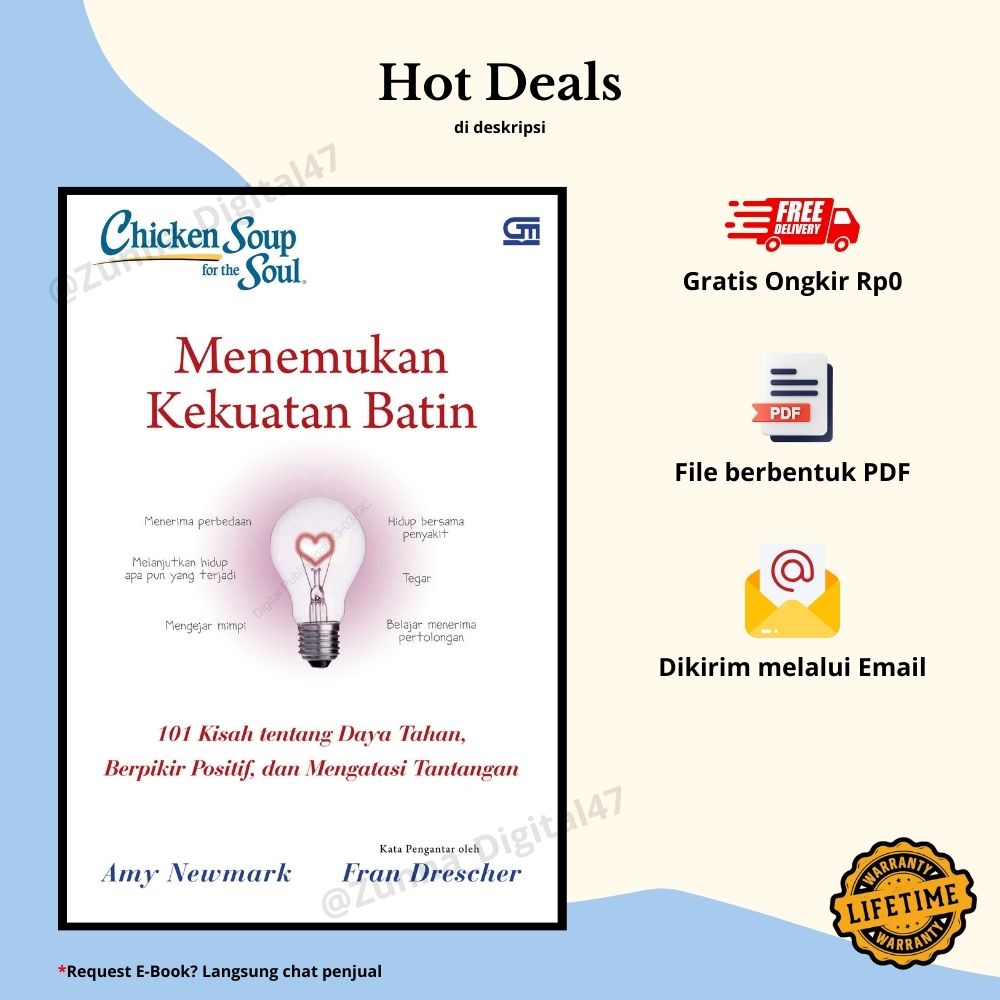 Hot Deals
di deskripsi
@Zunna_Digital47
Chicken Soup
for the
Soul
GM
Menemukan
Kekuatan Batin
Menerima perbedaan
Melanjutkan hidup
apa pun yang terjadi
Mengejar mimpi
Hidup bersama
penyakit
Tegar
Belajar menerima
pertolongan
101 Kisah tentang Daya Tahan,
Berpikir Positif, dan Mengatasi Tantangan
Kata Pengantar oleh
Amy Newmark
Fran Drescher
@Zunna_Digital47
FREE
DELIVERY
Gratis Ongkir Rp0
PDF
File berbentuk PDF
@
Dikirim melalui Email
WARRANTY
LIFETIME
WARRANTY
*Request E-Book? Langsung chat penjual